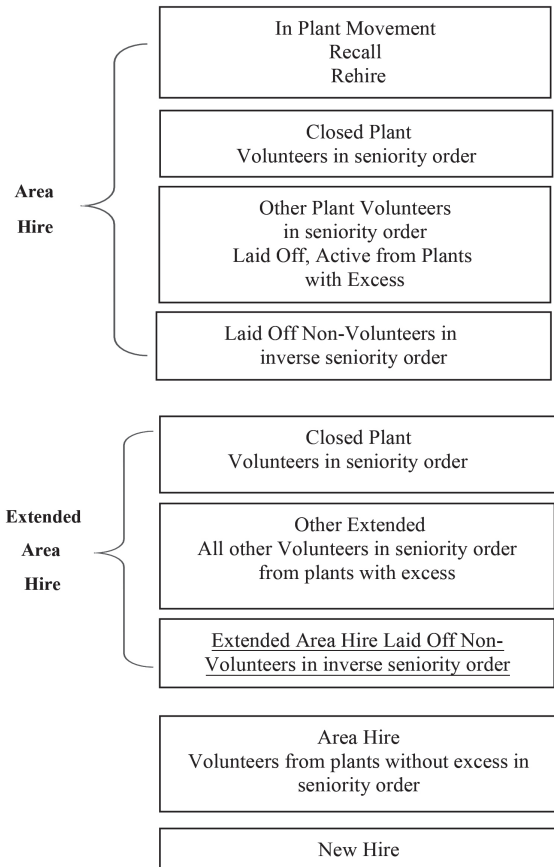 In Plant Movement
Recall
Rehire
Closed Plant
Volunteers in seniority order
Area
Hire
Other Plant Volunteers
in seniority order
Laid Off, Active from Plants
with Excess
Laid Off Non-Volunteers in
inverse seniority order
Closed Plant
Volunteers in seniority order
Extended
Area
Hire
Other Extended
All other Volunteers in seniority order
from plants with excess
Extended Area Hire Laid Off Non-
Volunteers in inverse seniority order
Area Hire
Volunteers from plants without excess in
seniority order
New Hire